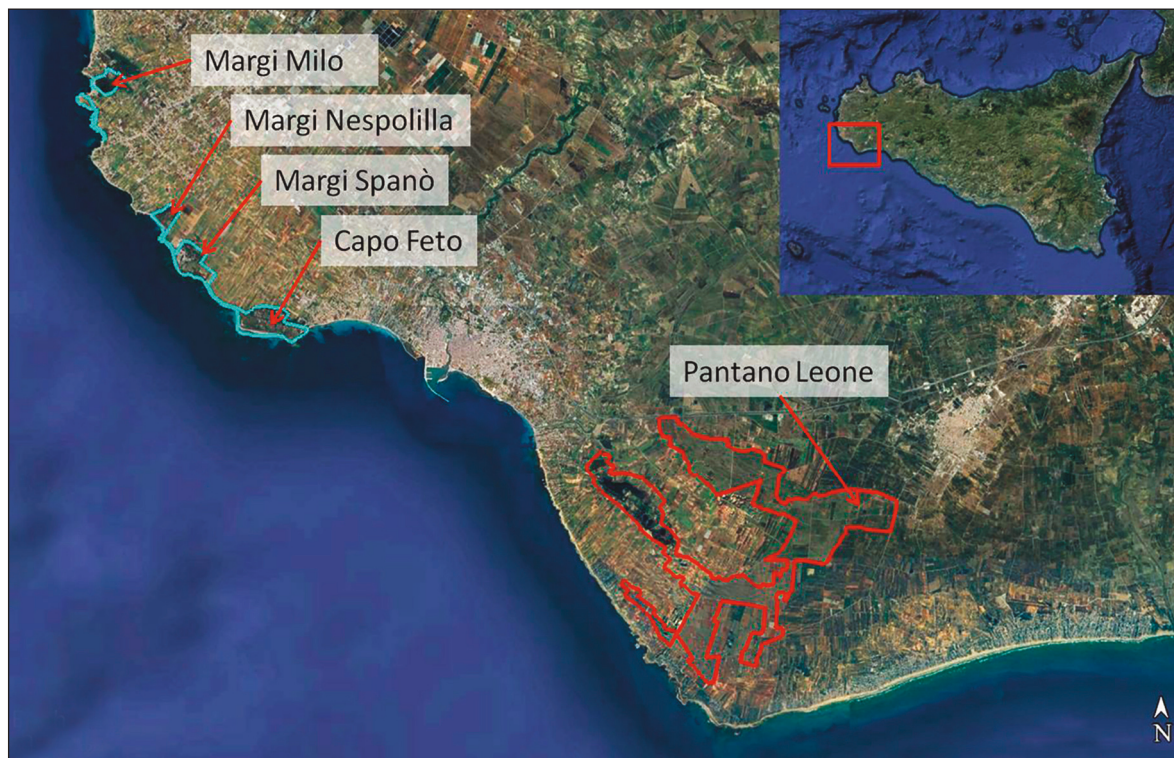 Margi Milo
Margi Nespolilla
Margi Spanò
Capo Feto
Pantano Leone
N